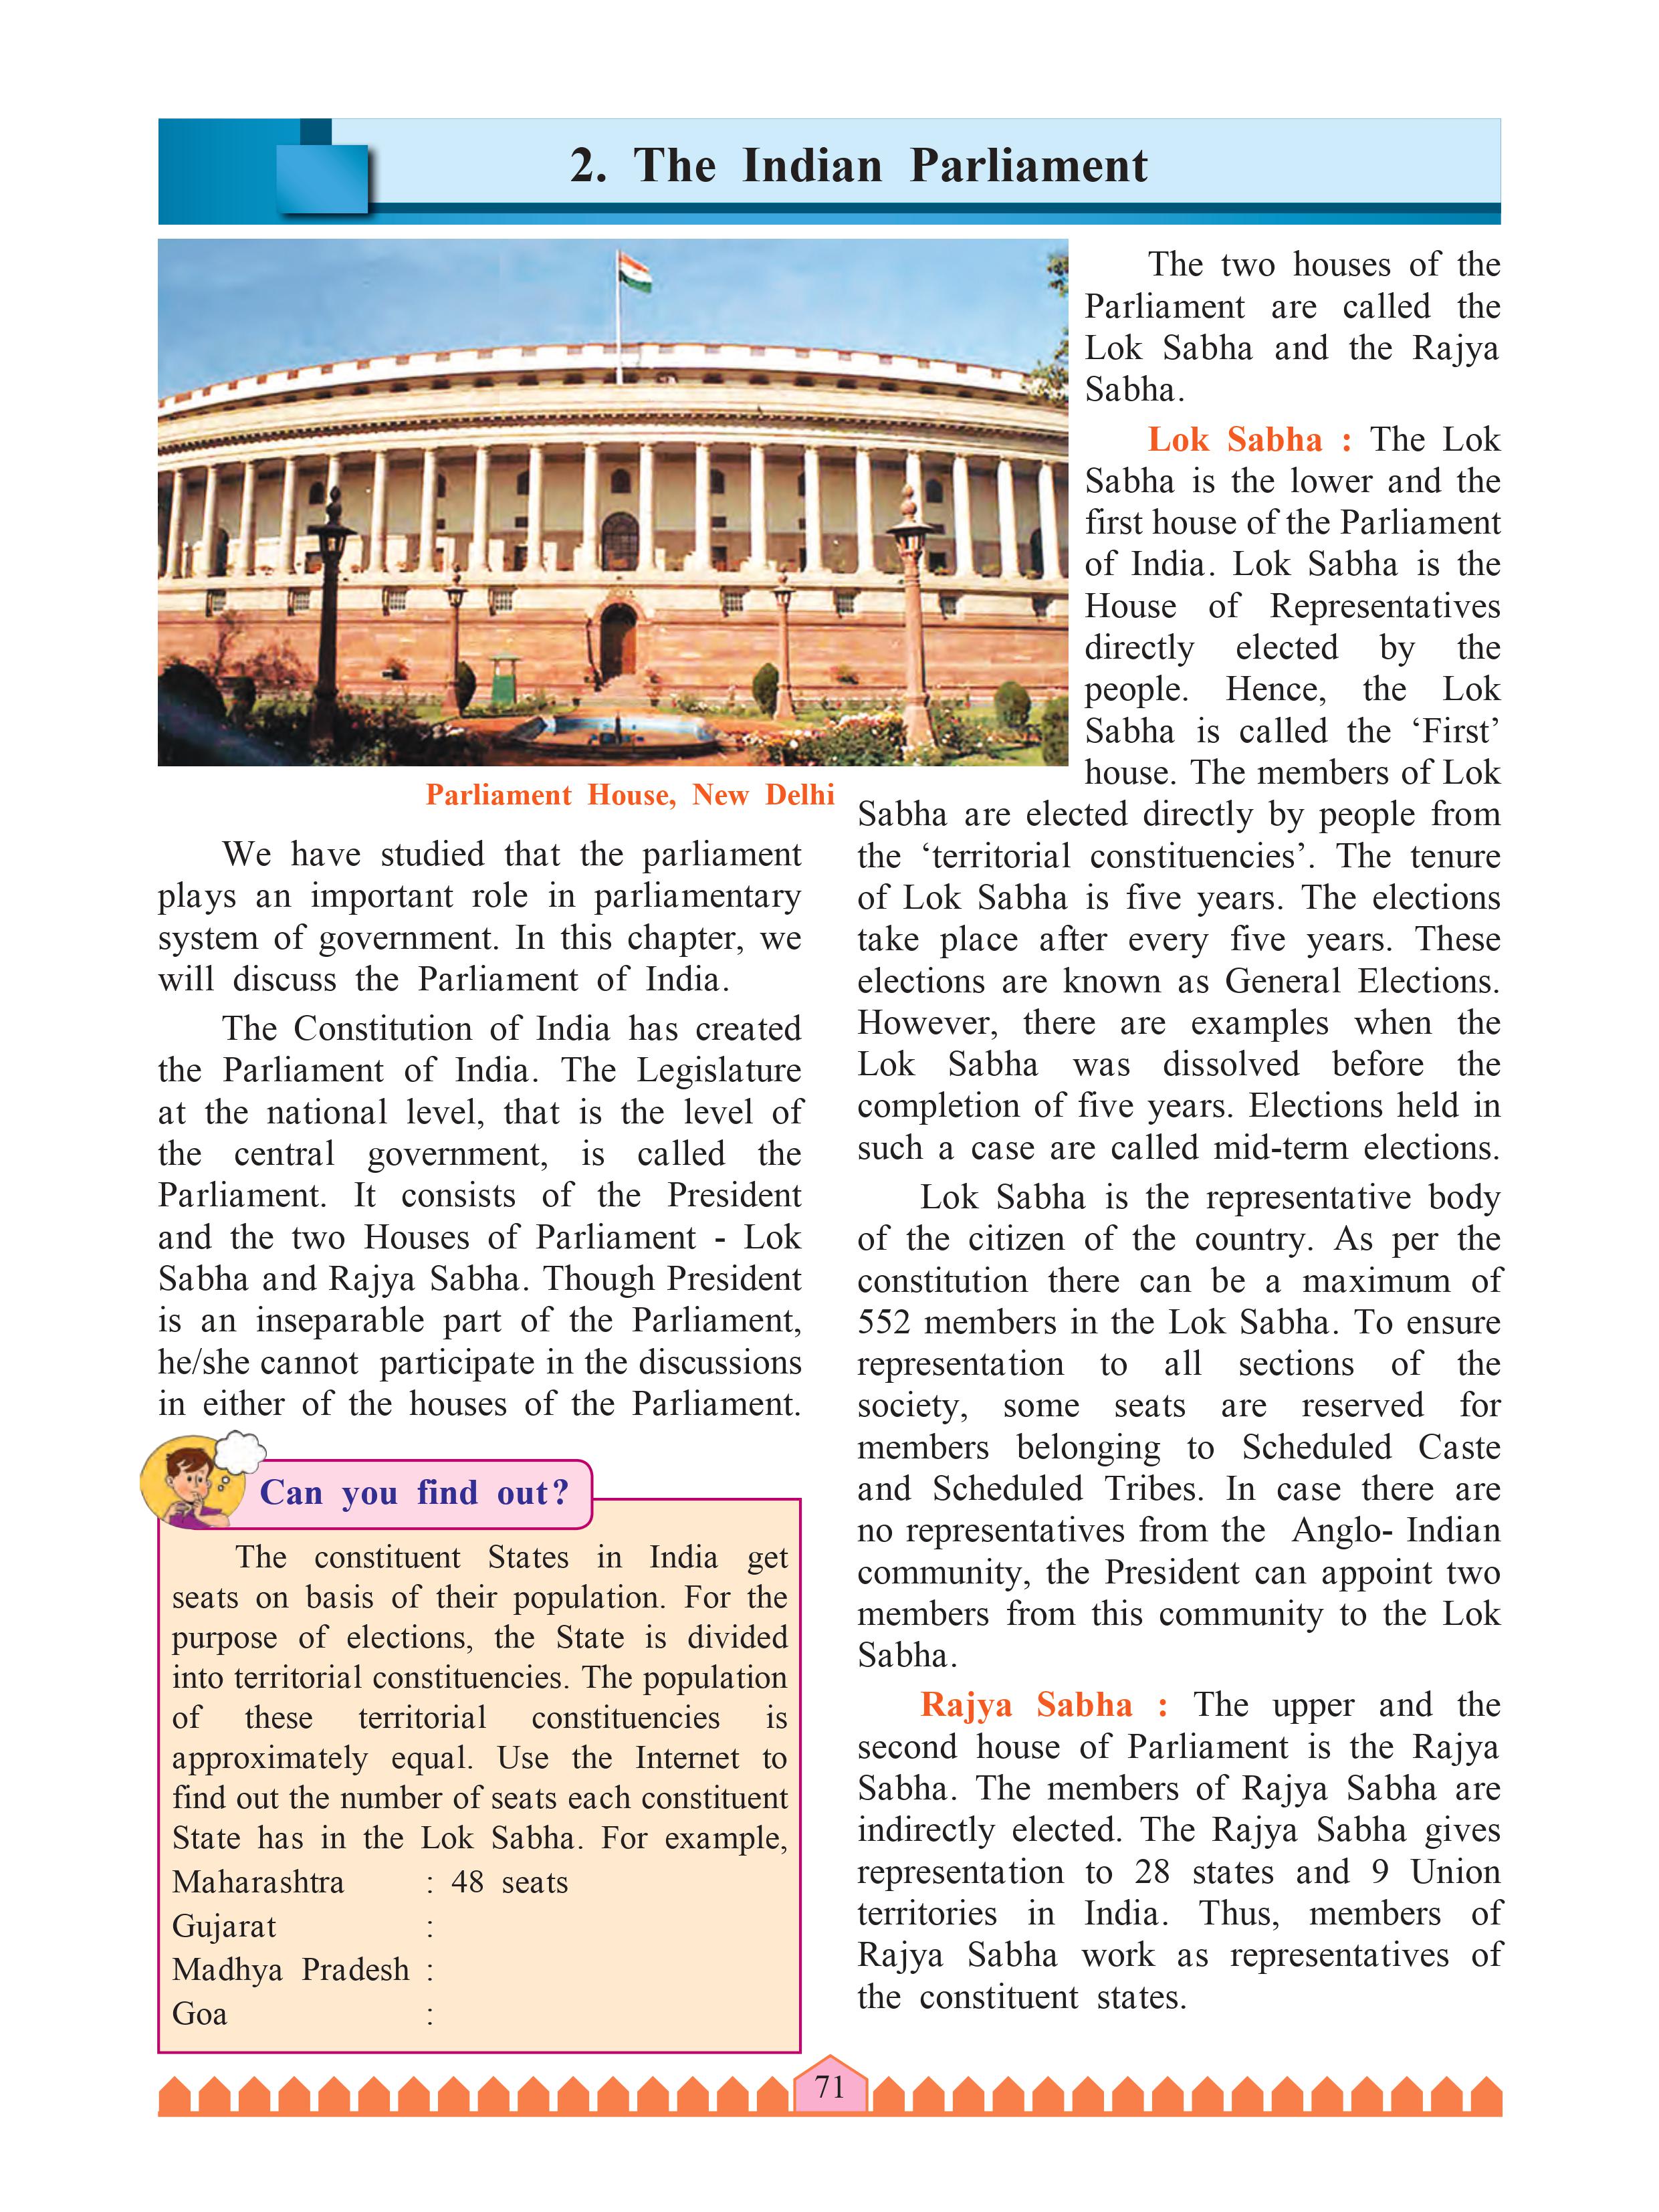 2. The Indian Parliament
Parliament House, New Delhi
We have studied that the parliament
plays an important role in parliamentary
system of government. In this chapter, we
will discuss the Parliament of India.
The Constitution of India has created
the Parliament of India. The Legislature
at the national level, that is the level of
the central government, is called the
Parliament. It consists of the President
and the two Houses of Parliament - Lok
Sabha and Rajya Sabha. Though President
is an inseparable part of the Parliament,
he/she cannot participate in the discussions
in either of the houses of the Parliament.
Can you find out?
The constituent States in India get
seats on basis of their population. For the
purpose of elections, the State is divided
into territorial constituencies. The population
of these territorial constituencies is
approximately equal. Use the Internet to
find out the number of seats each constituent
State has in the Lok Sabha. For example,
Maharashtra : 48 seats
Gujarat :
Madhya Pradesh :
Goa :
The two houses of the
Parliament are called the
Lok Sabha and the Rajya
Sabha.
Lok Sabha : The Lok
Sabha is the lower and the
first house of the Parliament
of India. Lok Sabha is the
House of Representatives
directly elected by the
people. Hence, the Lok
Sabha is called the ‘First’
house. The members of Lok
Sabha are elected directly by people from
the ‘territorial constituencies’. The tenure
of Lok Sabha is five years. The elections
take place after every five years. These
elections are known as General Elections.
However, there are examples when the
Lok Sabha was dissolved before the
completion of five years. Elections held in
such a case are called mid-term elections.
Lok Sabha is the representative body
of the citizen of the country. As per the
constitution there can be a maximum of
552 members in the Lok Sabha. To ensure
representation to all sections of the
society, some seats are reserved for
members belonging to Scheduled Caste
and Scheduled Tribes. In case there are
no representatives from the Anglo- Indian
community, the President can appoint two
members from this community to the Lok
Sabha.
Rajya Sabha : The upper and the
second house of Parliament is the Rajya
Sabha. The members of Rajya Sabha are
indirectly elected. The Rajya Sabha gives
representation to 28 states and 9 Union
territories in India. Thus, members of
Rajya Sabha work as representatives of
the constituent states.
71